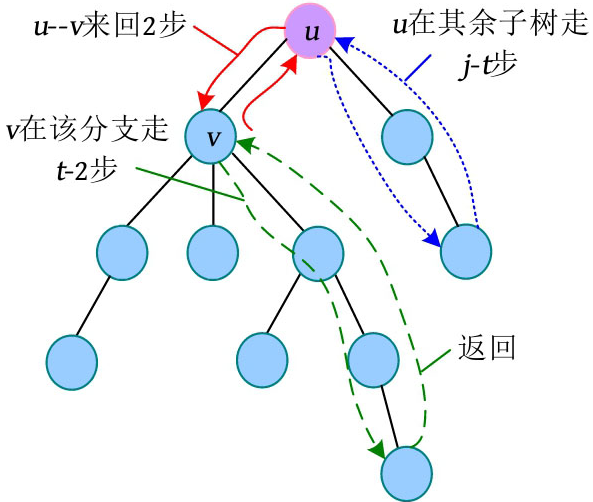 u--v来回2步
u
u在其余子树走
j-t步
v在该分支走
t-2步
v
返回